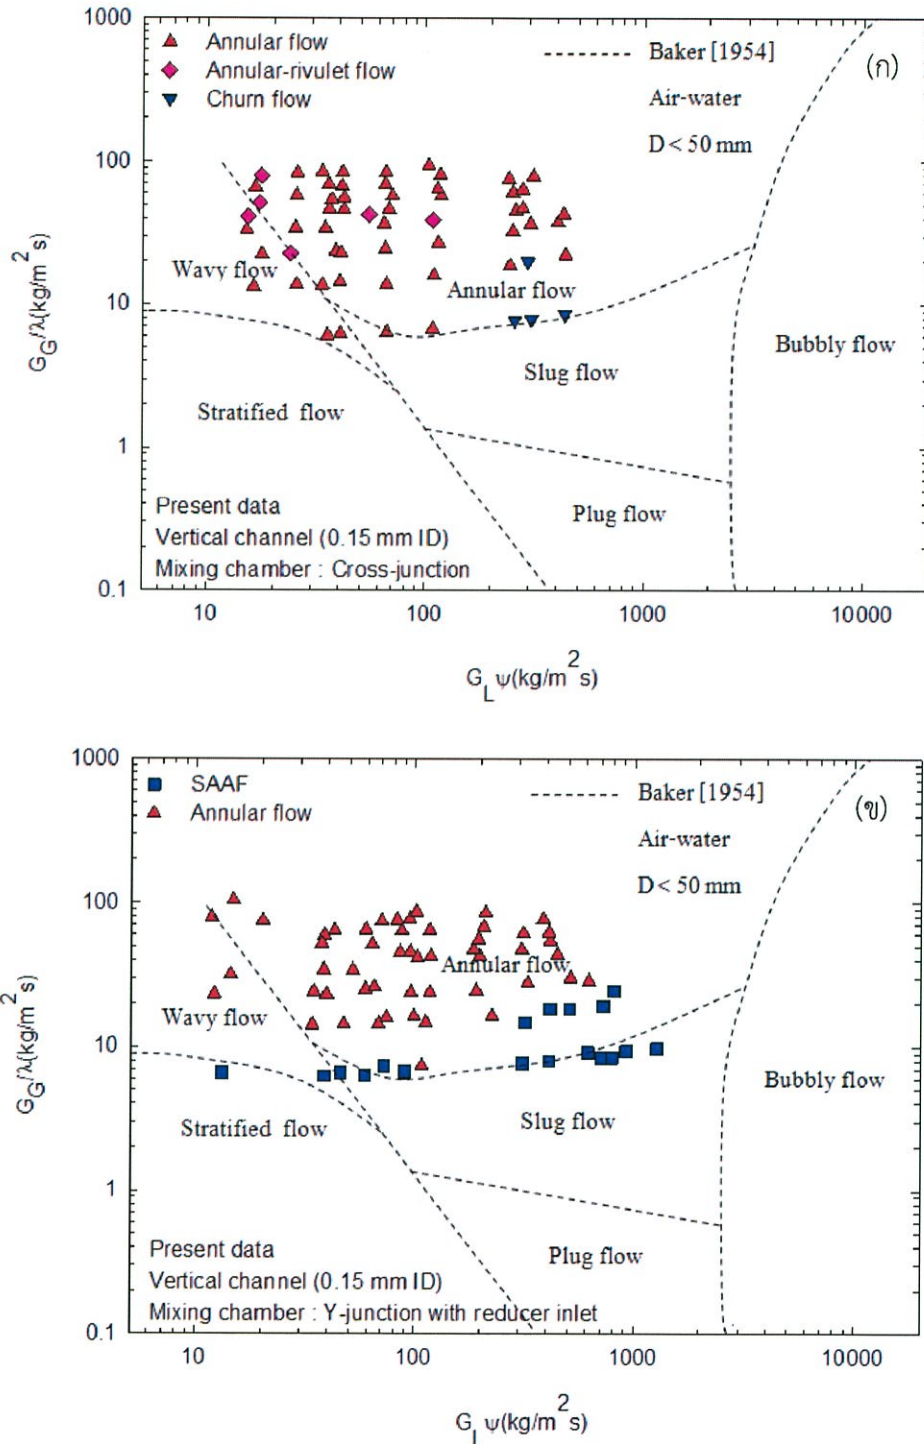 1000
100
10
1
0.1
G_G/λ(kg/m²s)
Annular flow
Annular-rivulet flow
Churn flow
Baker [1954]
Air-water
D < 50 mm
(ก)
Wavy flow
Annular flow
Slug flow
Bubbly flow
Stratified flow
Plug flow
Present data
Vertical channel (0.15 mm ID)
Mixing chamber : Cross-junction
10 100 1000 10000
G_L ψ(kg/m²s)
1000
100
10
1
0.1
G_G/λ(kg/m²s)
SAAF
Annular flow
Baker [1954]
Air-water
D < 50 mm
(ข)
Annular flow
Wavy flow
Bubbly flow
Stratified flow
Slug flow
Plug flow
Present data
Vertical channel (0.15 mm ID)
Mixing chamber : Y-junction with reducer inlet
10 100 1000 10000
G_L ψ(kg/m²s)